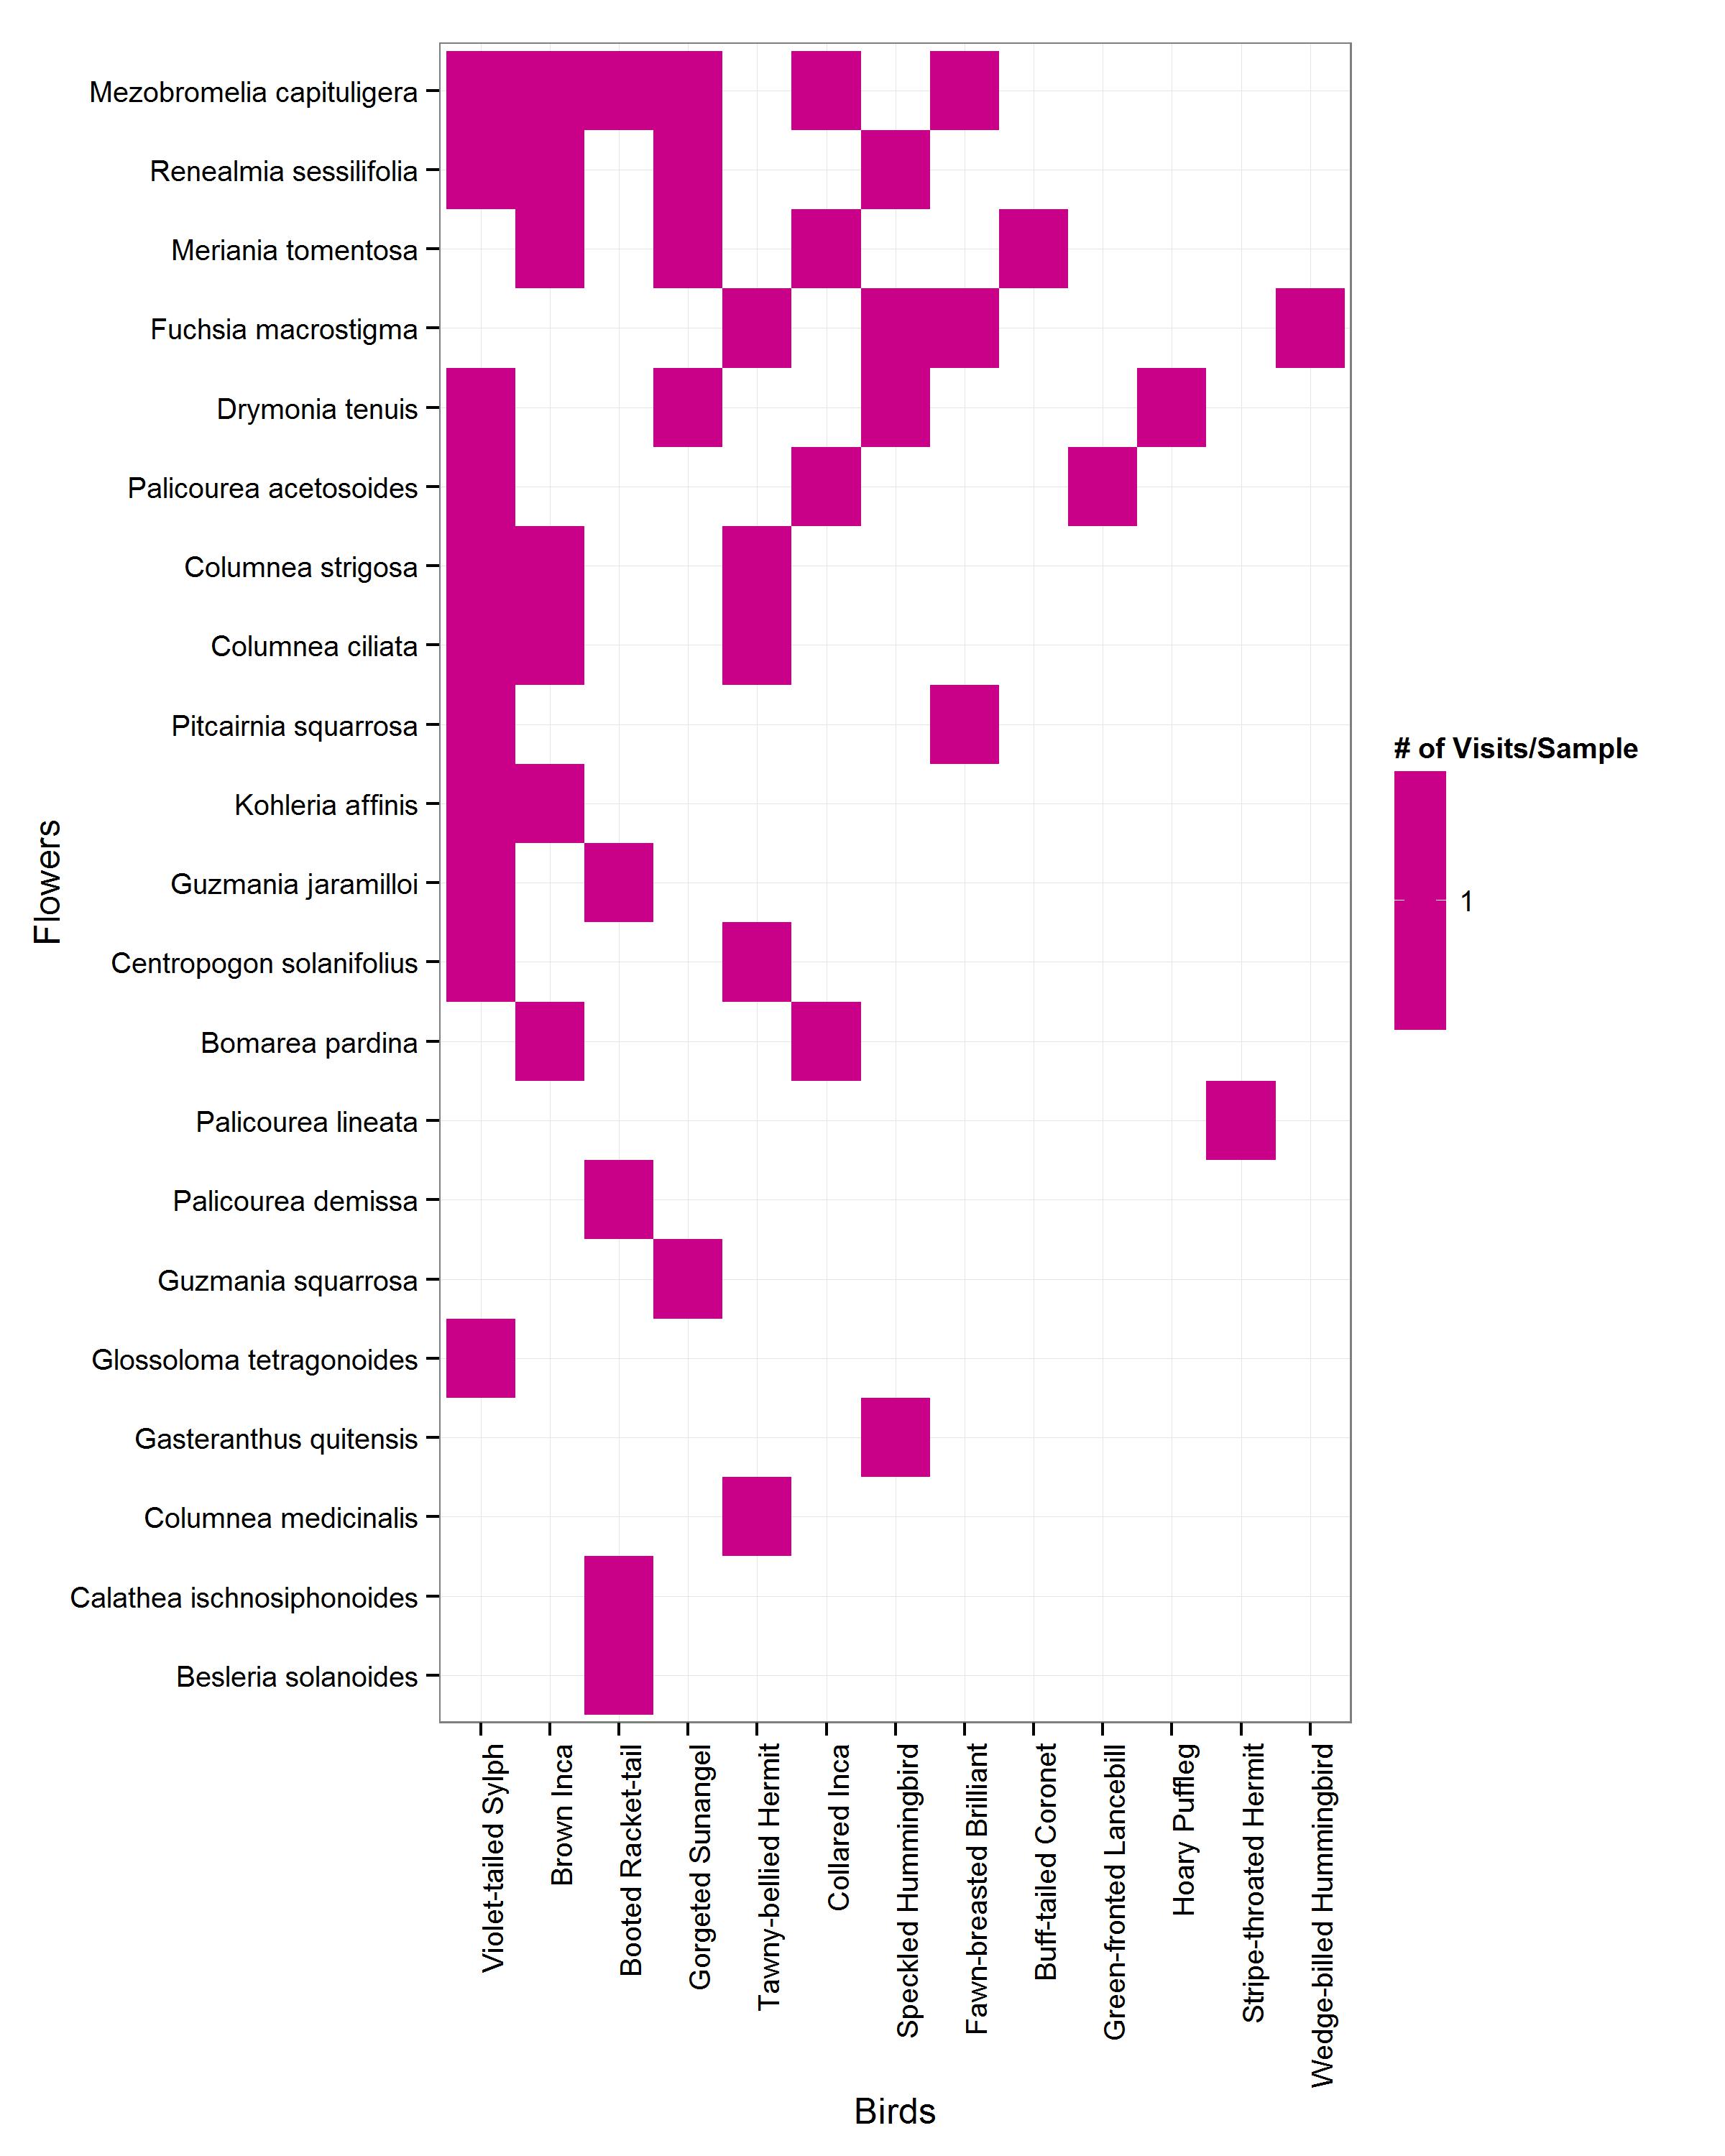 Mezobromelia capituligera
Renealmia sessilifolia
Meriania tomentosa
Fuchsia macrostigma
Drymonia tenuis
Palicourea acetosoides
Columnea strigosa
Columnea ciliata
Pitcairnia squarrosa
Kohleria affinis
Guzmania jaramilloi
Centropogon solanifolius
Bomarea pardina
Palicourea lineata
Palicourea demissa
Guzmania squarrosa
Glossoloma tetragonoides
Gasteranthus quitensis
Columnea medicinalis
Calathea ischnosiphonoides
Besleria solanoides
Flowers
# of Visits/Sample
1
Violet-tailed Sylph
Brown Inca
Booted Racket-tail
Gorgeted Sunangel
Tawny-bellied Hermit
Collared Inca
Speckled Hummingbird
Fawn-breasted Brilliant
Buff-tailed Coronet
Green-fronted Lancebill
Hoary Puffleg
Stripe-throated Hermit
Wedge-billed Hummingbird
Birds